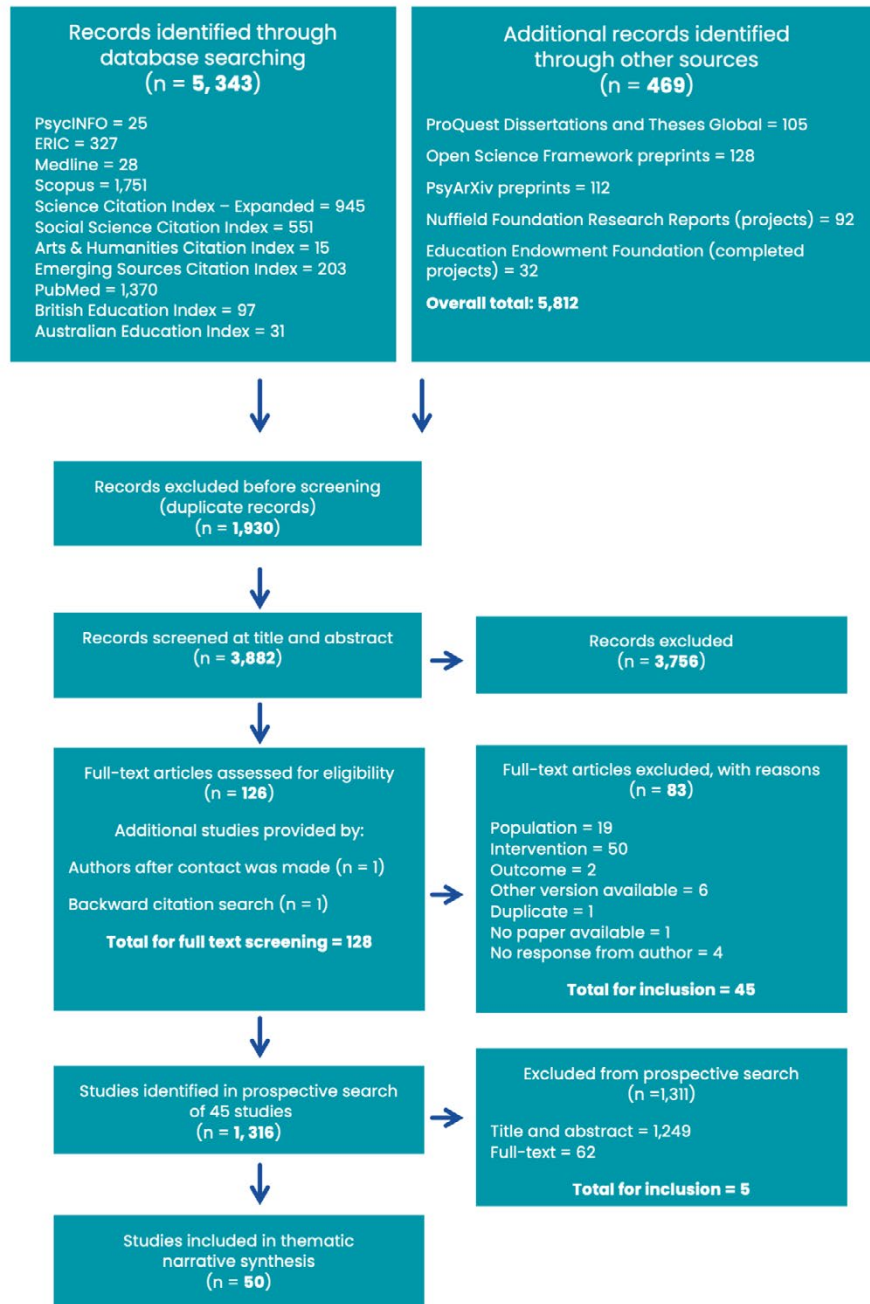 Records identified through
database searching
(n = 5, 343)
PsycINFO = 25
ERIC = 327
Medline = 28
Scopus = 1,751
Science Citation Index – Expanded = 945
Social Science Citation Index = 551
Arts & Humanities Citation Index = 15
Emerging Sources Citation Index = 203
PubMed = 1,370
British Education Index = 97
Australian Education Index = 31
Additional records identified
through other sources
(n = 469)
ProQuest Dissertations and Theses Global = 105
Open Science Framework preprints = 128
PsyArXiv preprints = 112
Nuffield Foundation Research Reports (projects) = 92
Education Endowment Foundation (completed
projects) = 32
Overall total: 5,812
Records excluded before screening
(duplicate records)
(n = 1,930)
Records screened at title and abstract
(n = 3,882)
Records excluded
(n = 3,756)
Full-text articles assessed for eligibility
(n = 126)
Additional studies provided by:
Authors after contact was made (n = 1)
Backward citation search (n = 1)
Total for full text screening = 128
Full-text articles excluded, with reasons
(n = 83)
Population = 19
Intervention = 50
Outcome = 2
Other version available = 6
Duplicate = 1
No paper available = 1
No response from author = 4
Total for inclusion = 45
Studies identified in prospective search
of 45 studies
(n = 1, 316)
Excluded from prospective search
(n =1,311)
Title and abstract = 1,249
Full-text = 62
Total for inclusion = 5
Studies included in thematic
narrative synthesis
(n = 50)